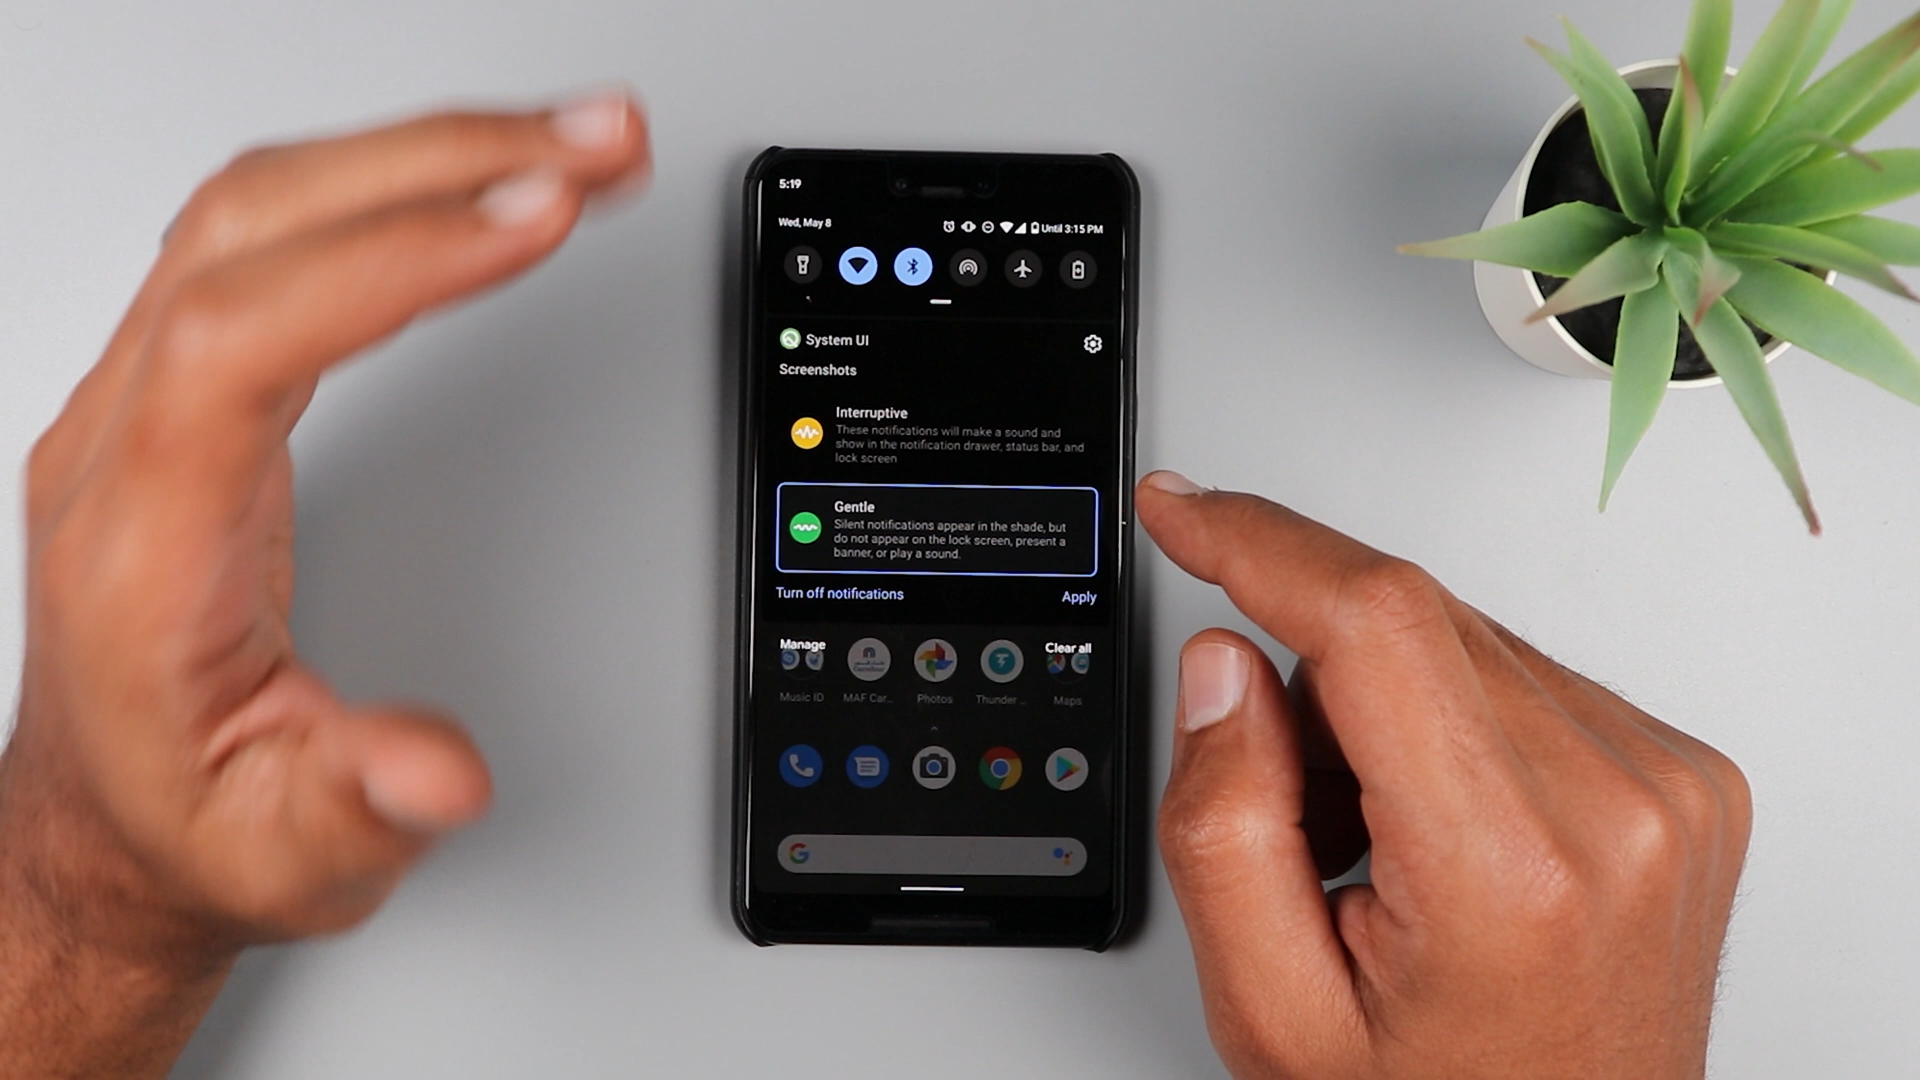 5:19
Wed, May 8
Until 3:15 PM
System UI
Screenshots
Interruptive
These notifications will make a sound and
show in the notification drawer, status bar, and
lock screen
Gentle
Silent notifications appear in the shade, but
do not appear on the lock screen, present a
banner, or play a sound.
Turn off notifications
Apply
Manage
Clear all
Music ID
MAF Car...
Photos
Thunder ...
Maps
G